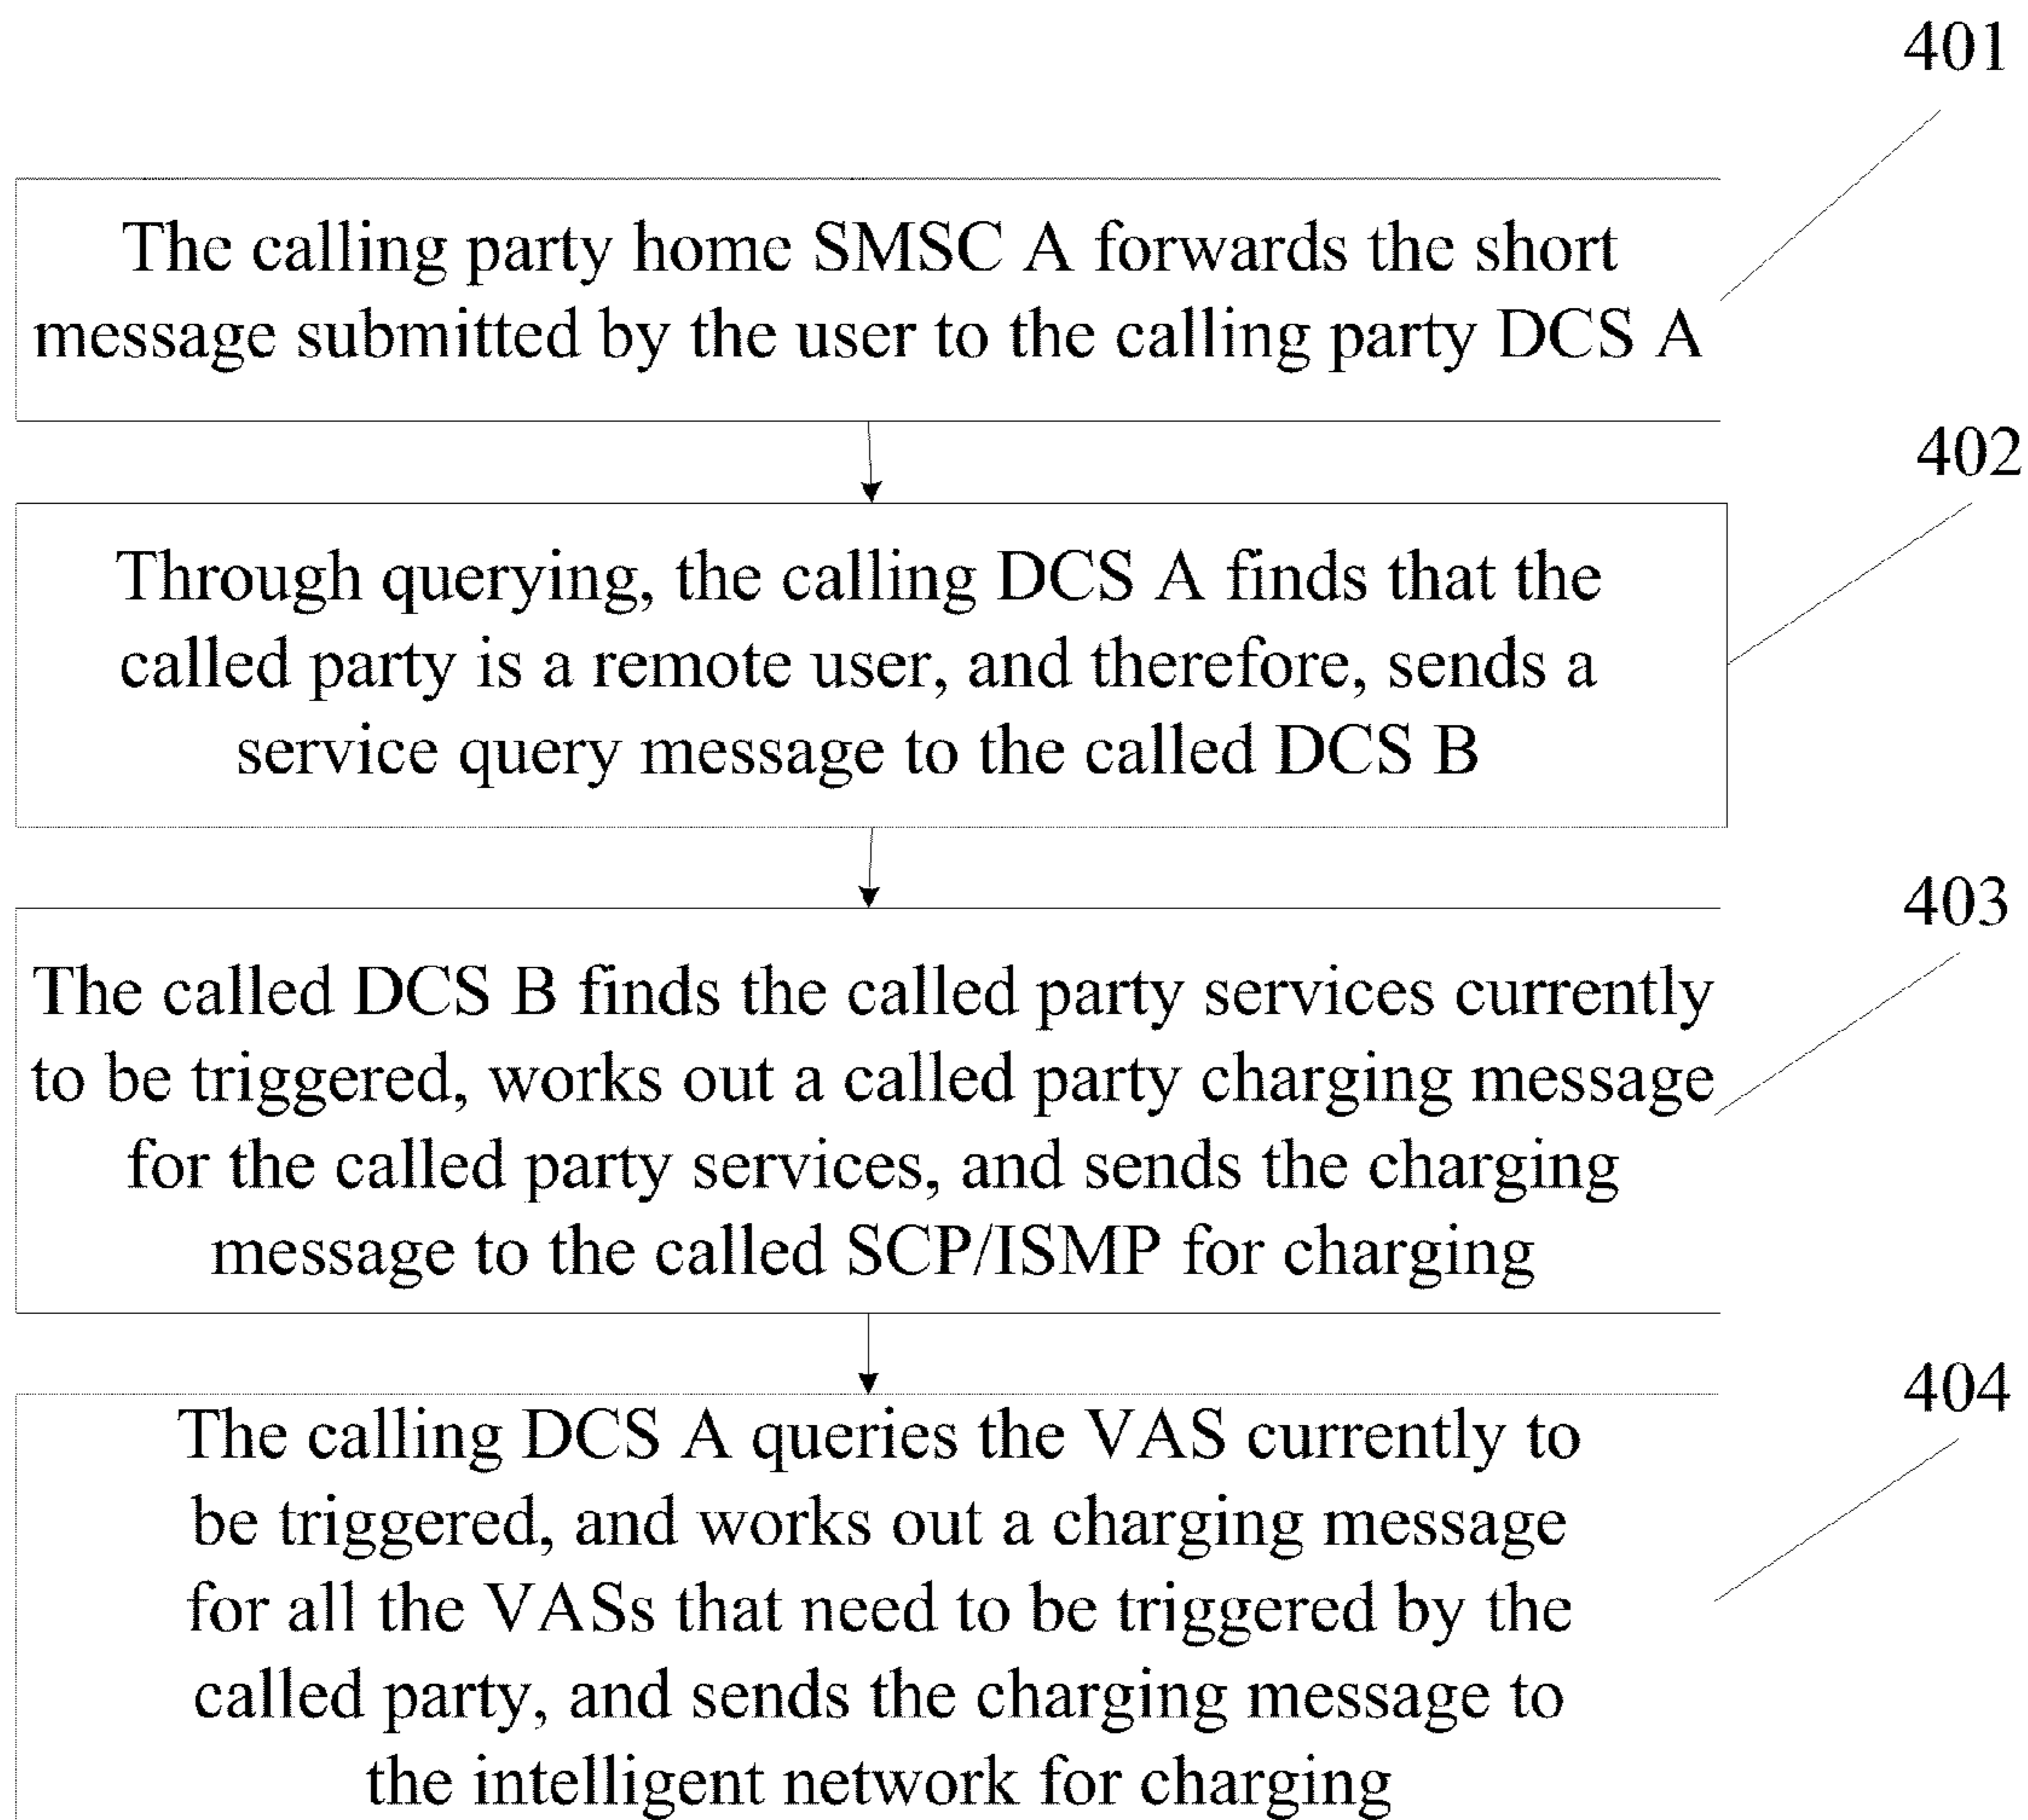 401
The calling party home SMSC A forwards the short
message submitted by the user to the calling party DCS A
402
Through querying, the calling DCS A finds that the
called party is a remote user, and therefore, sends a
service query message to the called DCS B
403
The called DCS B finds the called party services currently
to be triggered, works out a called party charging message
for the called party services, and sends the charging
message to the called SCP/ISMP for charging
404
The calling DCS A queries the VAS currently to
be triggered, and works out a charging message
for all the VASs that need to be triggered by the
called party, and sends the charging message to
the intelligent network for charging